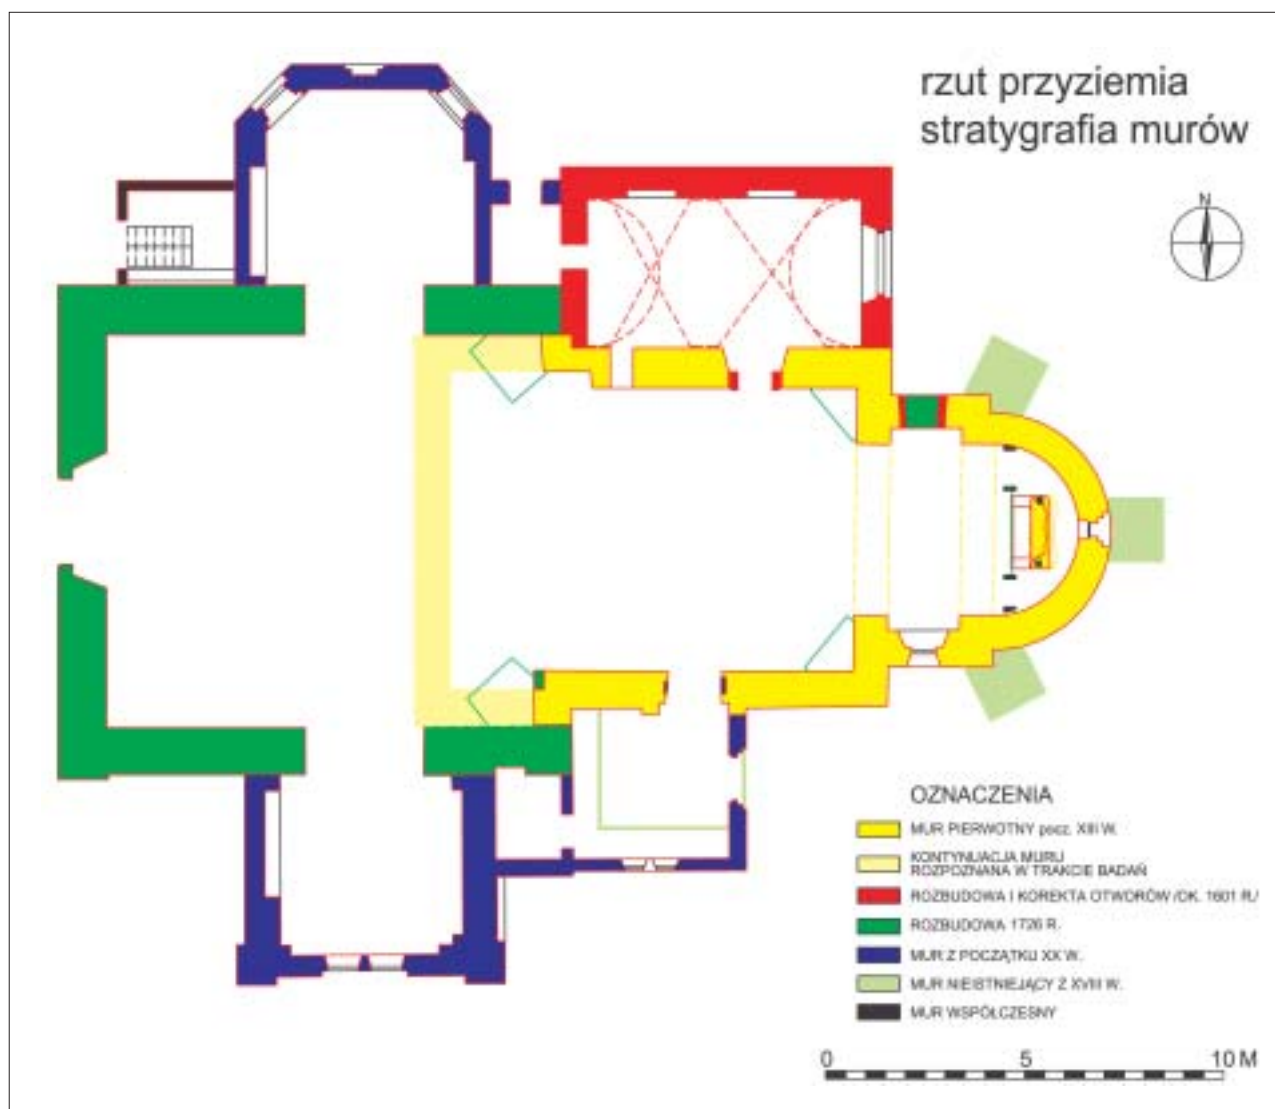 rzut przyziemia
stratygrafia murów
N
OZNACZENIA
MUR PIERWOTNY pocz. XIII W.
KONTYNUACJA MURU
ROZPOZNANA W TRAKCIE BADAŃ
ROZBUDOWA I KOREKTA OTWORÓW /OK. 1601 R./
ROZBUDOWA 1726 R.
MUR Z POCZĄTKU XX W.
MUR NIEISTNIEJĄCY Z XVIII W.
MUR WSPÓŁCZESNY
0 5 10 M